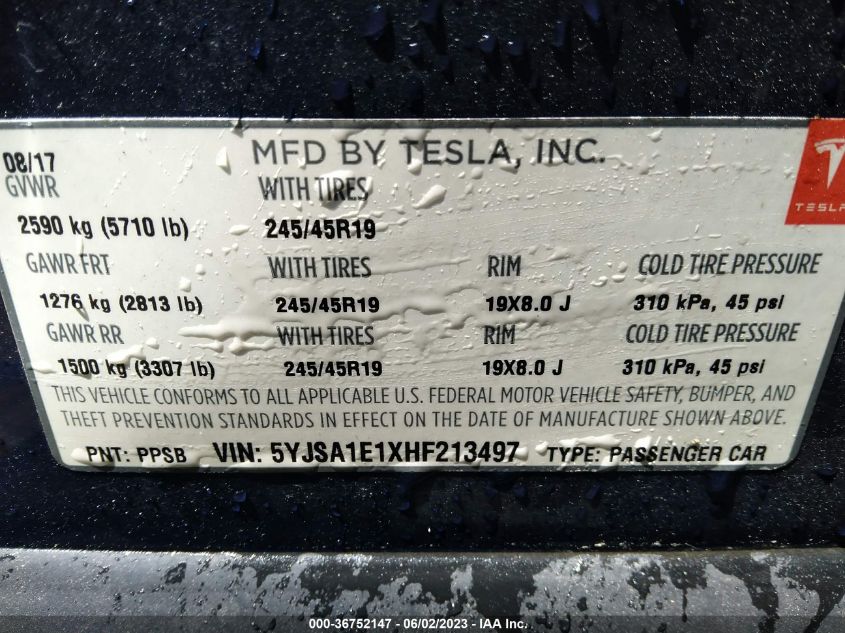 08/17 MFD BY TESLA, INC.
GVWR WITH TIRES
2590 kg (5710 lb) 245/45R19
TESLA
GAWR FRT WITH TIRES RIM COLD TIRE PRESSURE
1276 kg (2813 lb) 245/45R19 19X8.0 J 310 kPa, 45 psi
GAWR RR WITH TIRES RIM COLD TIRE PRESSURE
1500 kg (3307 lb) 245/45R19 19X8.0 J 310 kPa, 45 psi
THIS VEHICLE CONFORMS TO ALL APPLICABLE U.S. FEDERAL MOTOR VEHICLE SAFETY, BUMPER, AND
THEFT PREVENTION STANDARDS IN EFFECT ON THE DATE OF MANUFACTURE SHOWN ABOVE.
PNT: PPSB VIN: 5YJSA1E1XHF213497 TYPE: PASSENGER CAR
000-36752147 - 06/02/2023 - IAA Inc.